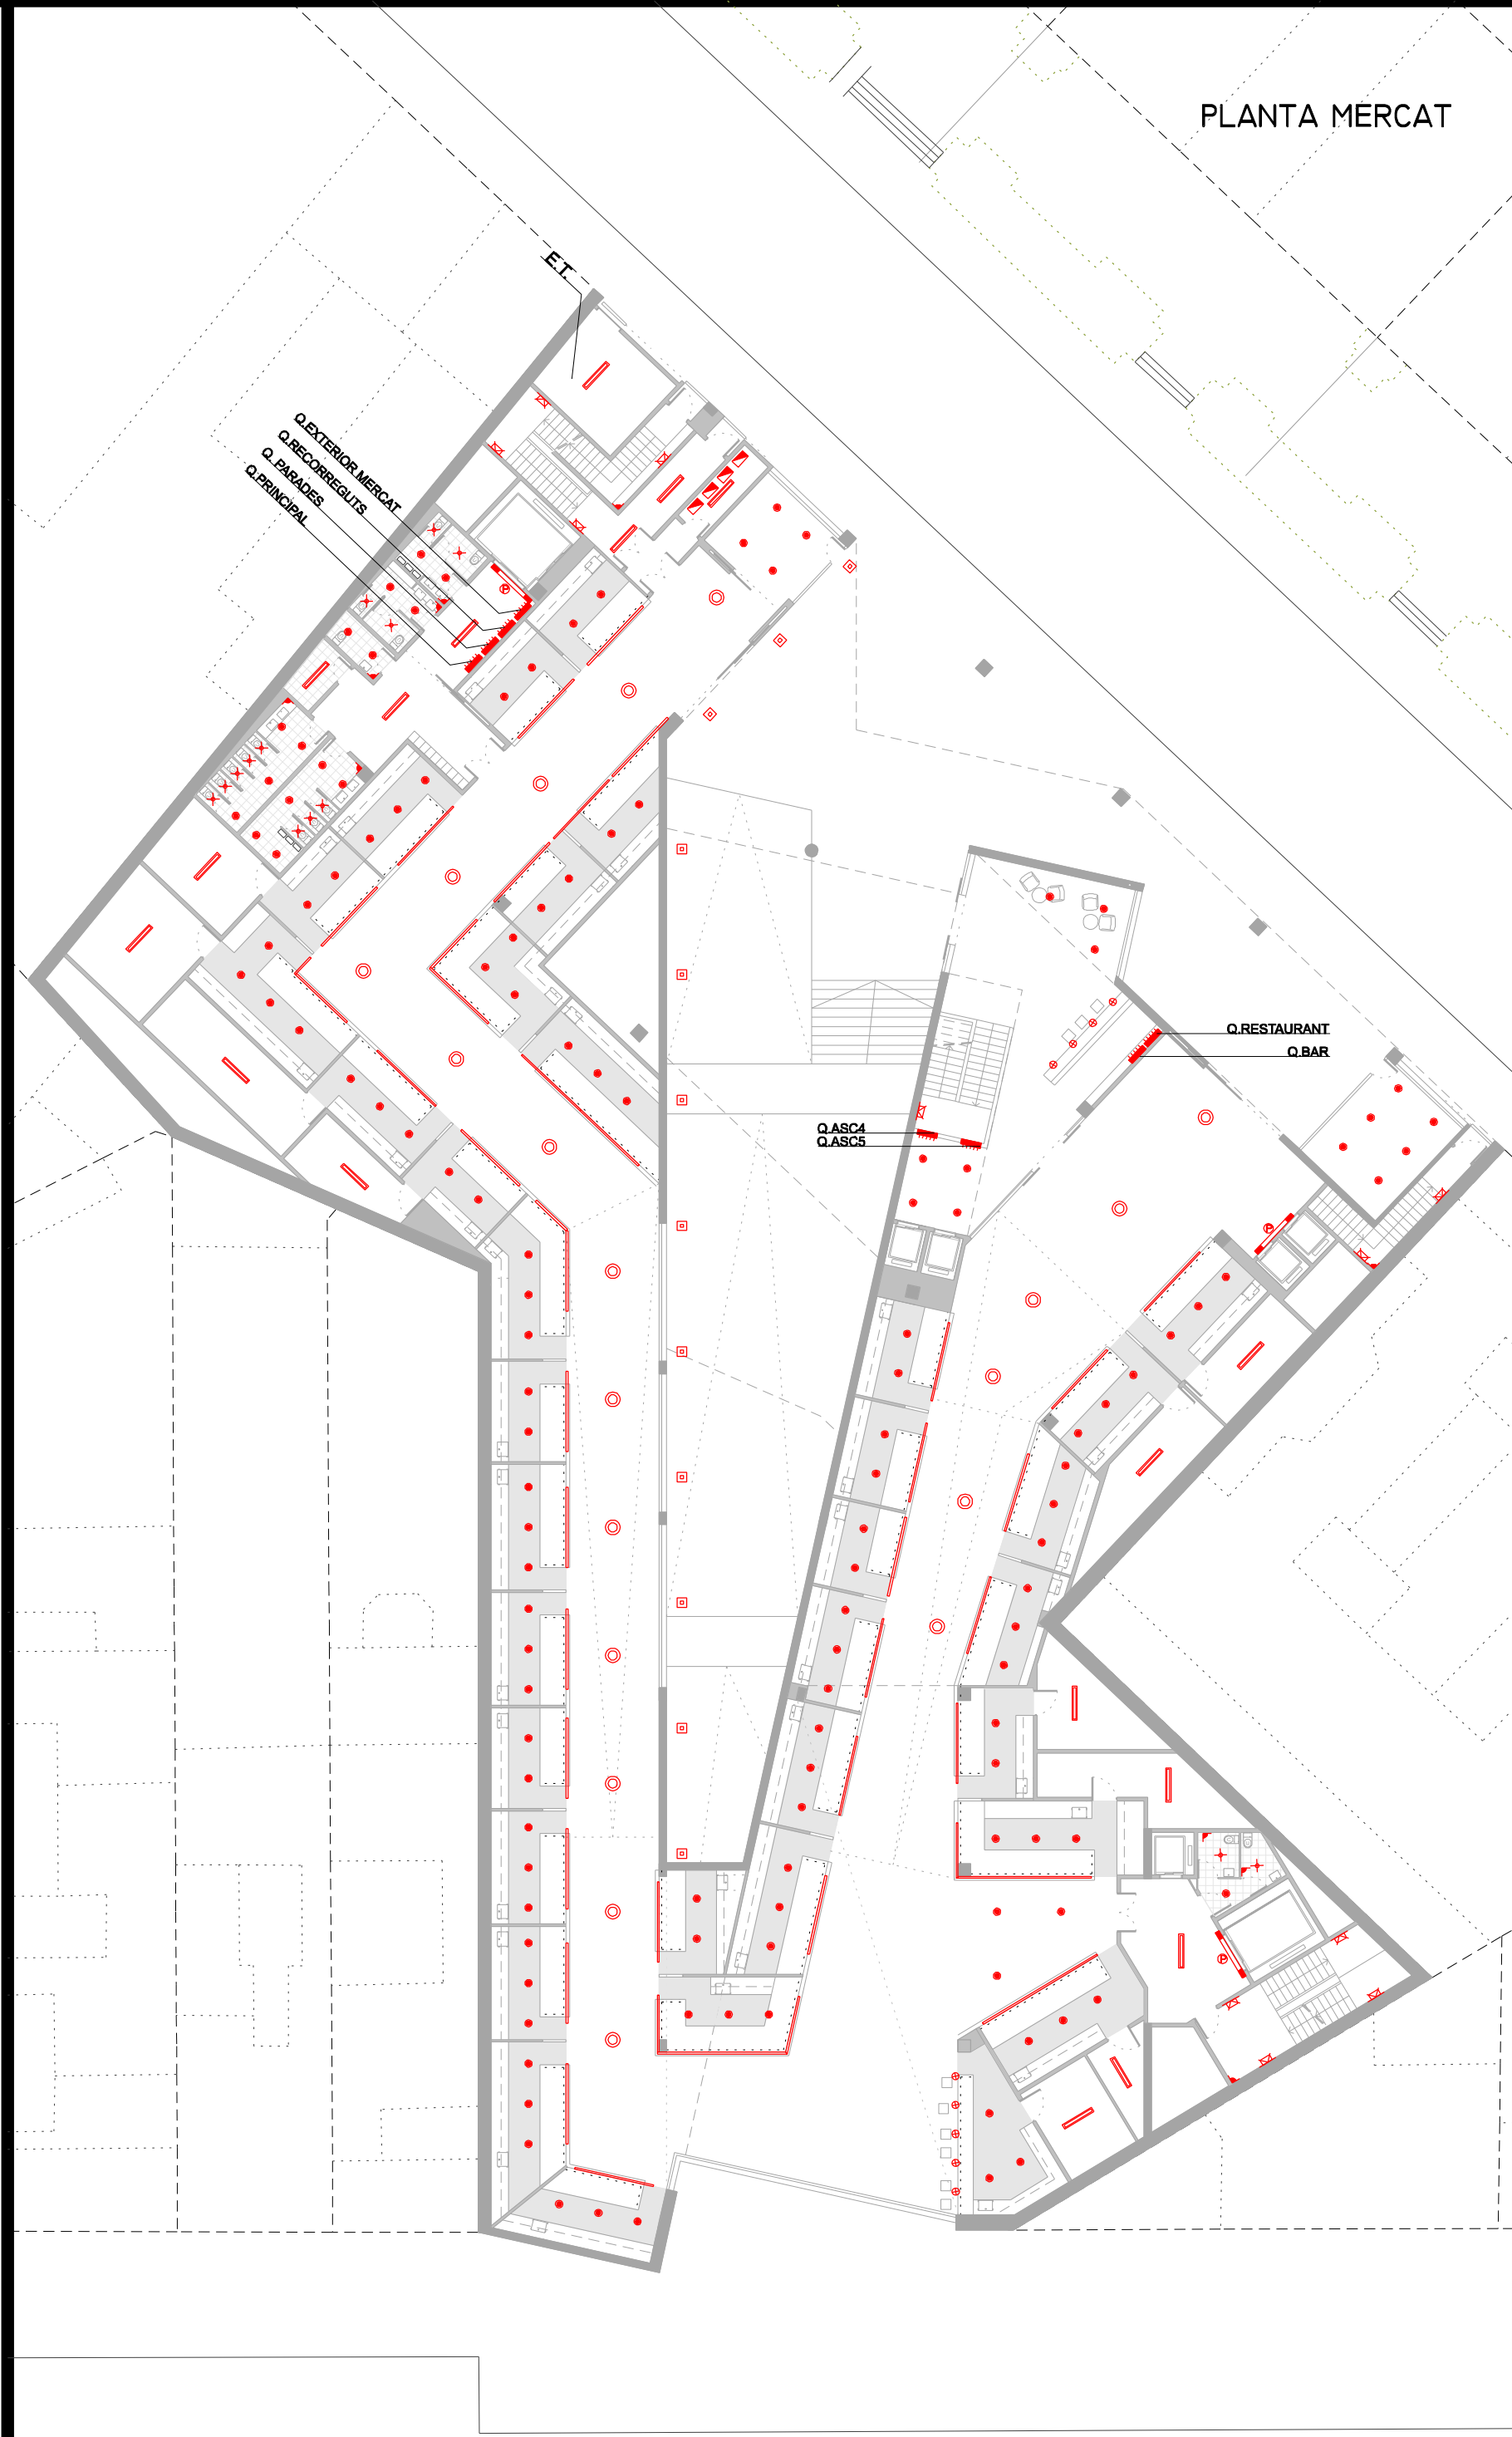 PLANTA MERCAT
E.T.
Q.EXTERIOR MERCAT
Q.RECORREGUTS
Q. PARADES
Q.PRINCIPAL
Q.RESTAURANT
Q.BAR
Q.ASC4
Q.ASC5
P
P
P